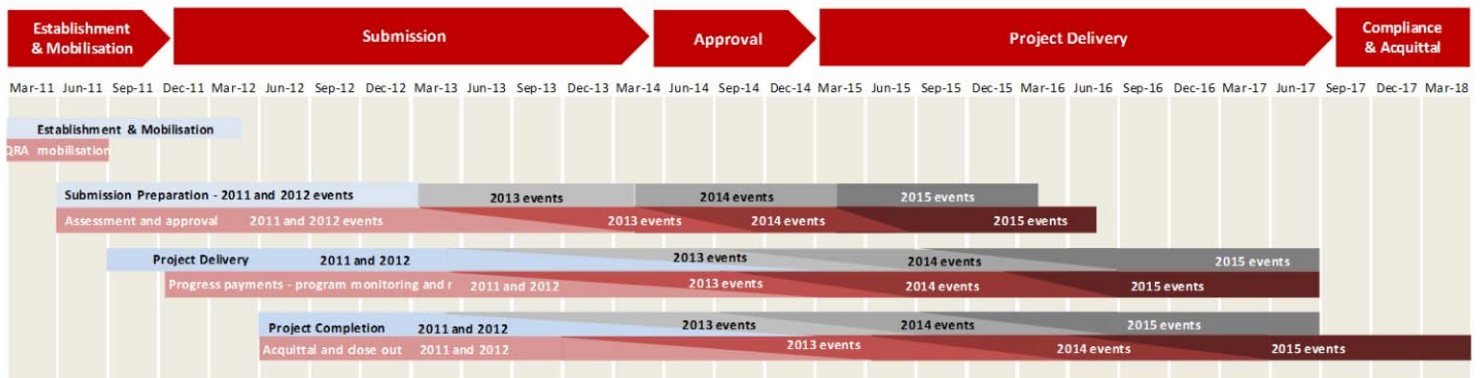 Establishment
& Mobilisation
Submission
Approval
Project Delivery
Compliance
& Acquittal
Mar-11 Jun-11 Sep-11 Dec-11 Mar-12 Jun-12 Sep-12 Dec-12 Mar-13 Jun-13 Sep-13 Dec-13 Mar-14 Jun-14 Sep-14 Dec-14 Mar-15 Jun-15 Sep-15 Dec-15 Mar-16 Jun-16 Sep-16 Dec-16 Mar-17 Jun-17 Sep-17 Dec-17 Mar-18
Establishment & Mobilisation
QRA mobilisation
Submission Preparation - 2011 and 2012 events 2013 events 2014 events 2015 events
Assessment and approval 2011 and 2012 events 2013 events 2014 events 2015 events
Project Delivery 2011 and 2012 2013 events 2014 events 2015 events
Progress payments - program monitoring and r 2011 and 2012 2013 events 2014 events 2015 events
Project Completion 2011 and 2012 2013 events 2014 events 2015 events
Acquittal and close out 2011 and 2012 2013 events 2014 events 2015 events